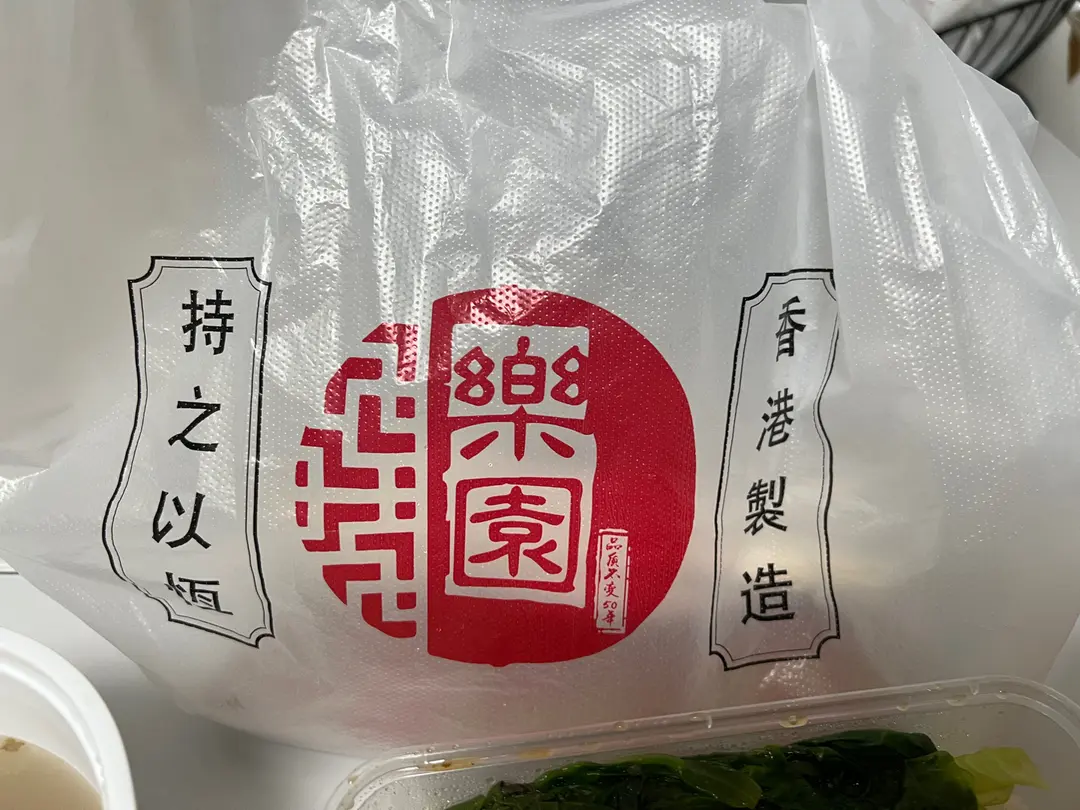 持之以恆
樂園
品质不变50年
香港製造